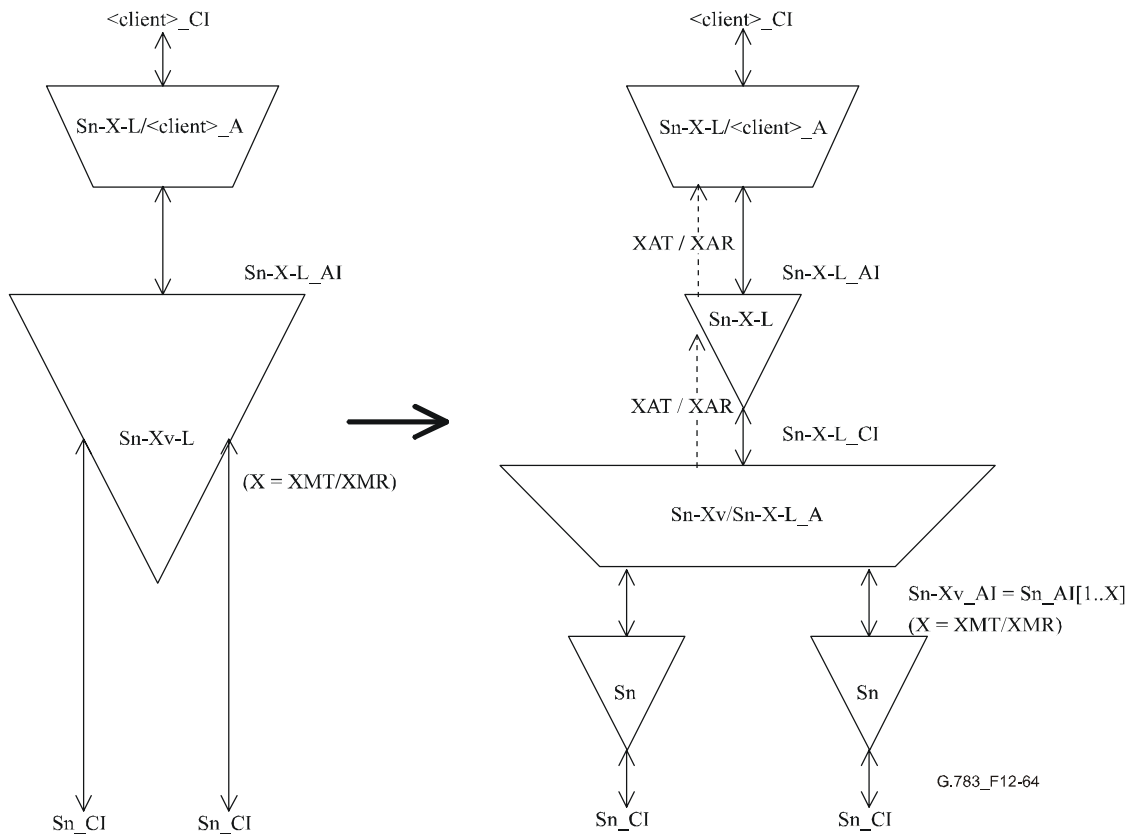 <client>_CI
Sn-X-L/<client>_A
Sn-X-L_AI
Sn-Xv-L
(X = XMT/XMR)
Sn_CI
Sn_CI
<client>_CI
Sn-X-L/<client>_A
XAT / XAR
Sn-X-L_AI
Sn-X-L
XAT / XAR
Sn-X-L_CI
Sn-Xv/Sn-X-L_A
Sn-Xv_AI = Sn_AI[1..X]
(X = XMT/XMR)
Sn
Sn
G.783_F12-64
Sn_CI
Sn_CI